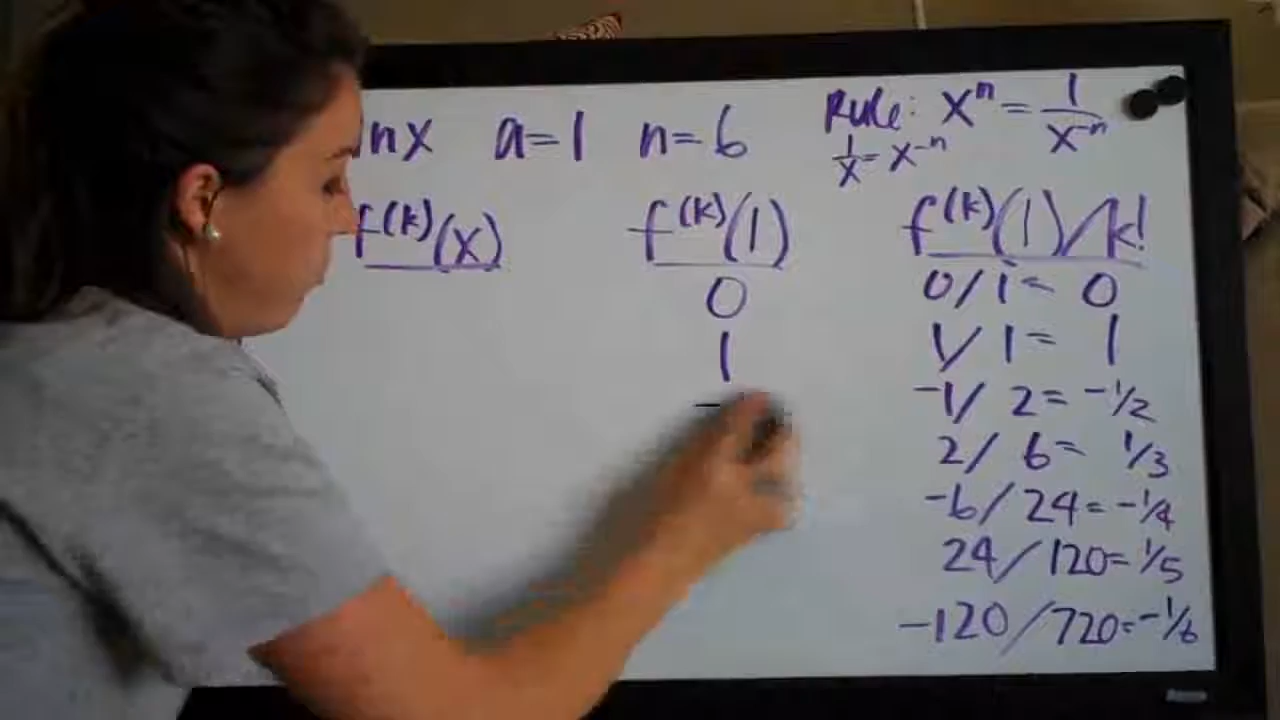 nx a=1 n=6
Rule: xⁿ = 1/x⁻ⁿ
1/x = x⁻ⁿ
f⁽ᵏ⁾(x) f⁽ᵏ⁾(1) f⁽ᵏ⁾(1)/k!
0 0/1= 0
1 1/1= 1
- -1/2= -1/2
2/6= 1/3
-6/24= -1/4
24/120= 1/5
-120/720= -1/6